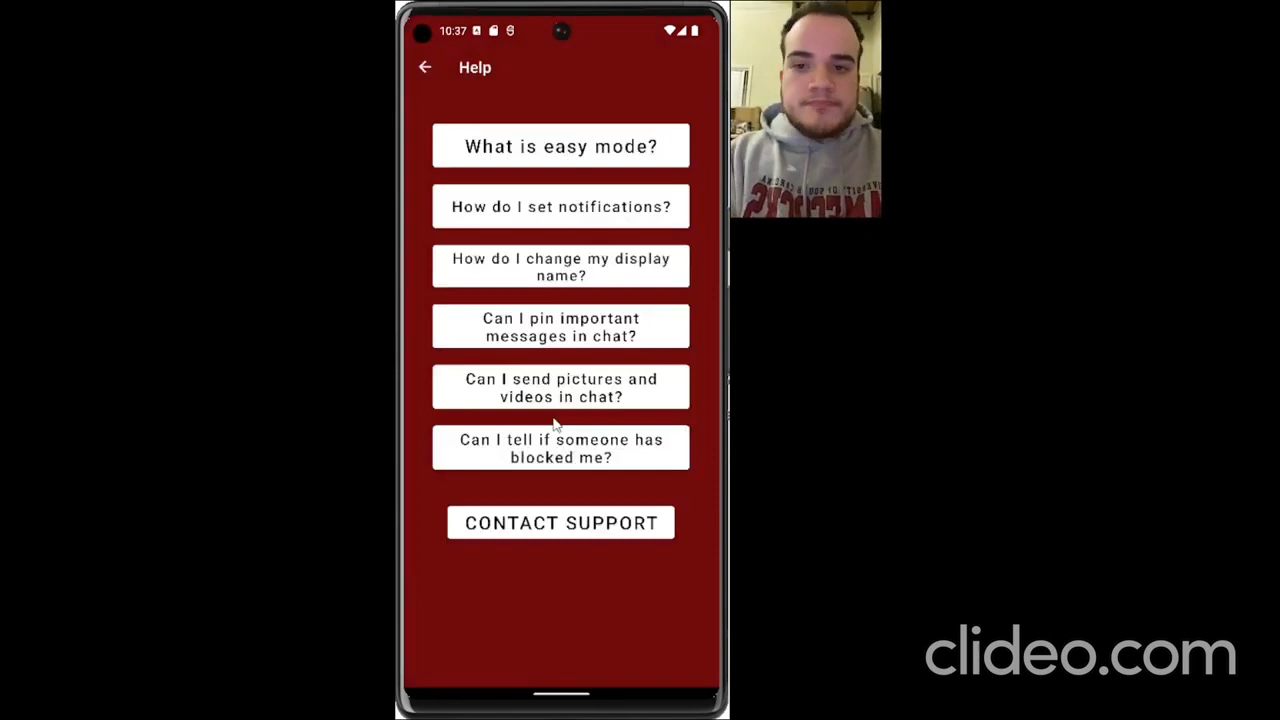 10:37
Help
What is easy mode?
How do I set notifications?
How do I change my display
name?
Can I pin important
messages in chat?
Can I send pictures and
videos in chat?
Can I tell if someone has
blocked me?
CONTACT SUPPORT
clideo.com